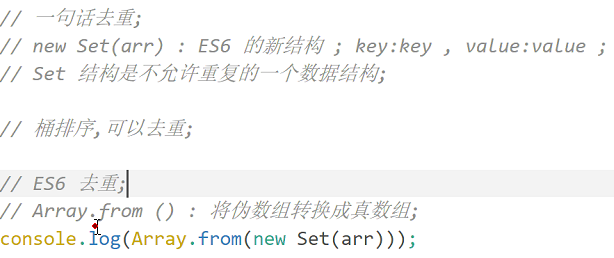 // 一句话去重;
// new Set(arr) : ES6 的新结构 ; key:key , value:value ;
// Set 结构是不允许重复的一个数据结构;
// 桶排序,可以去重;
// ES6 去重;
// Array.from () : 将伪数组转换成真数组;
console.log(Array.from(new Set(arr)));